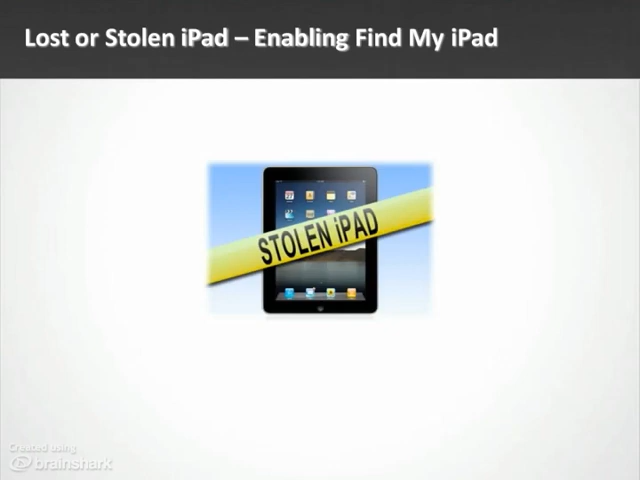 Lost or Stolen iPad – Enabling Find My iPad
STOLEN iPAD
Created using
brainshark